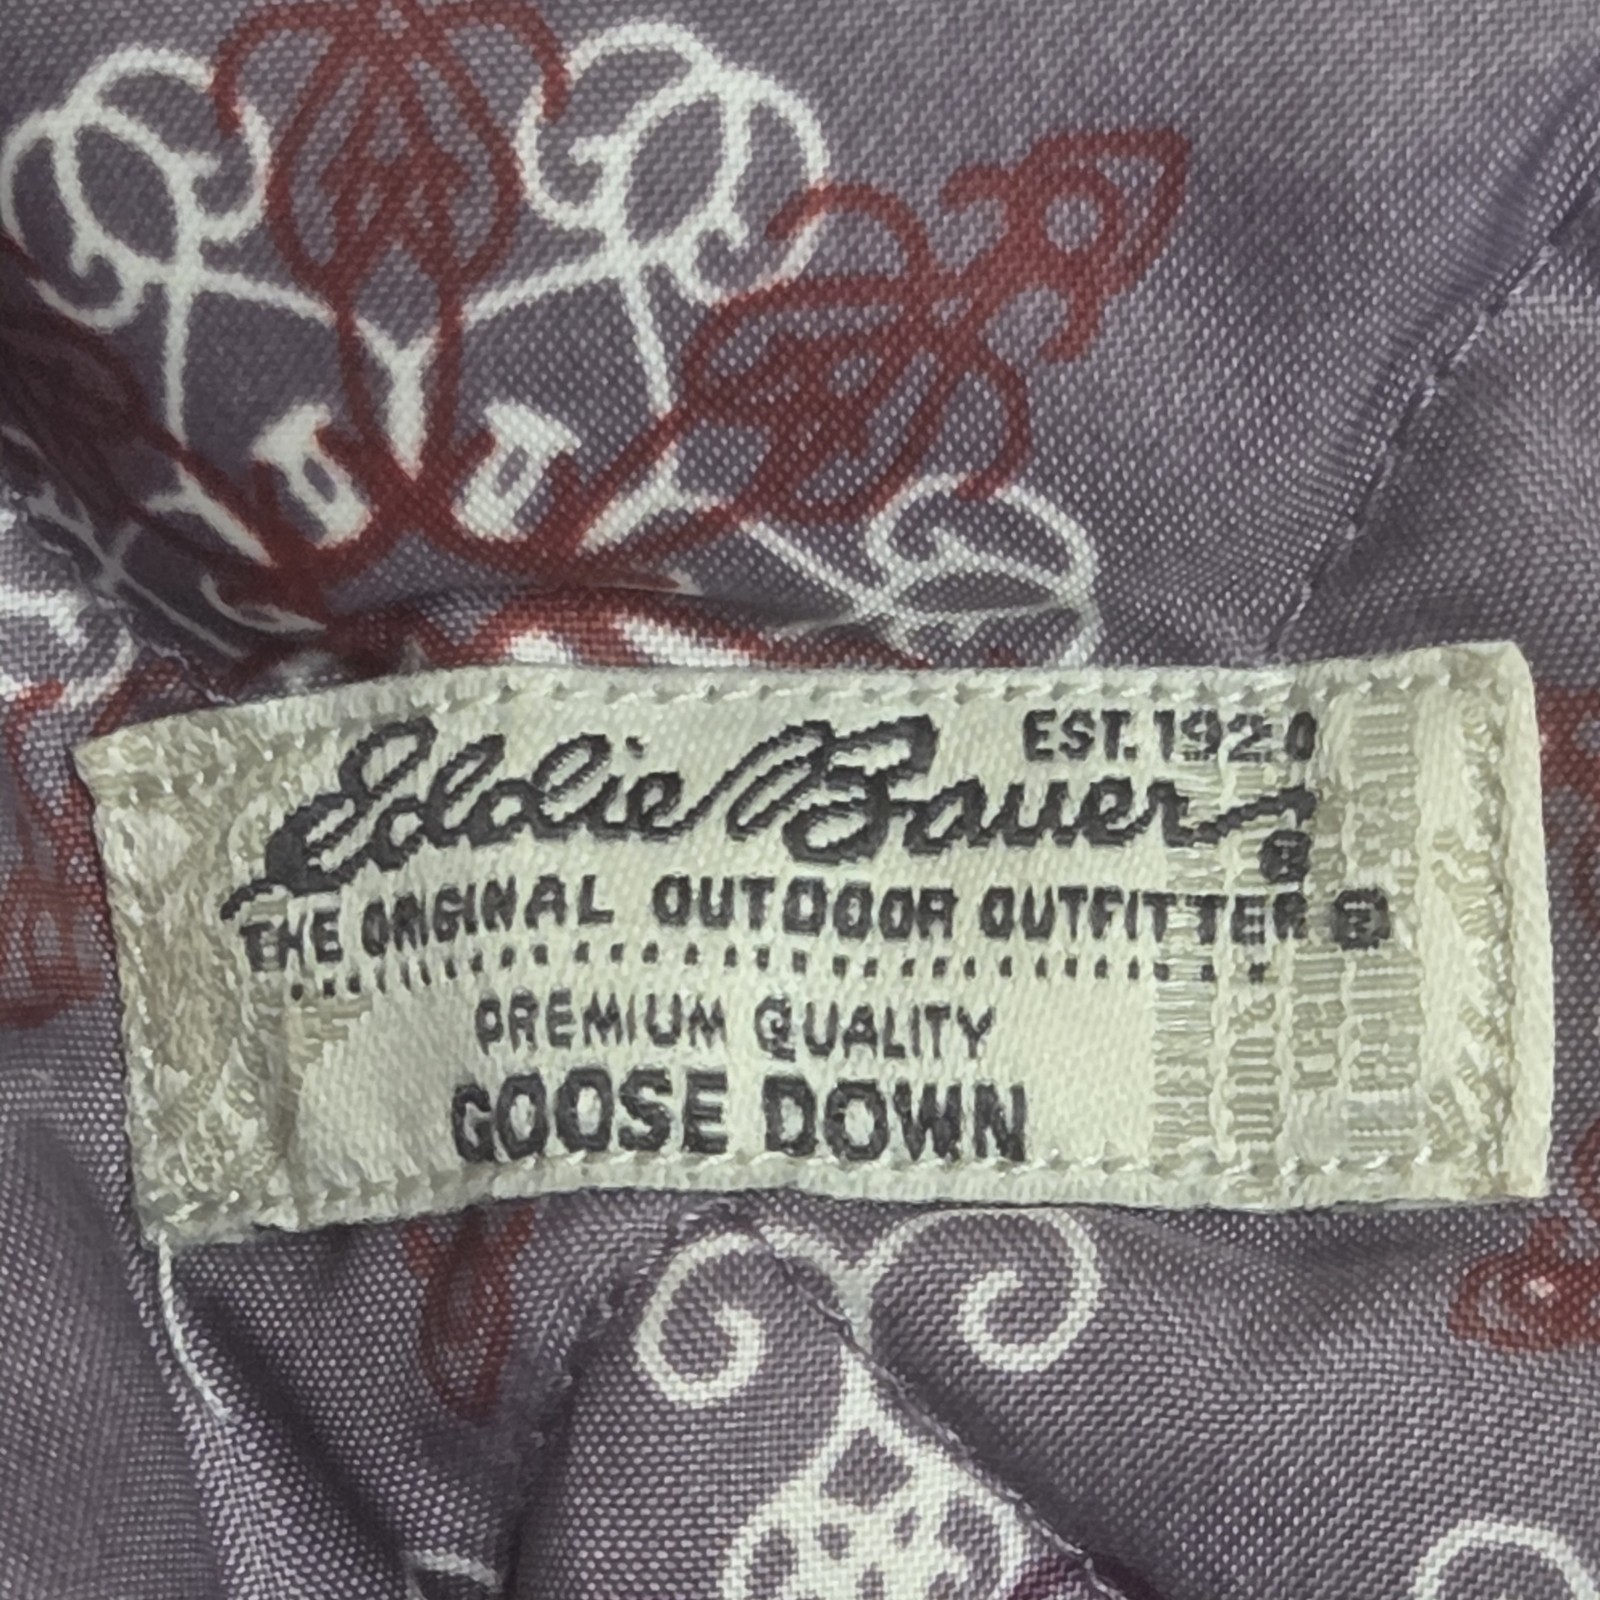 EST. 1920
Eddie Bauer ®
THE ORIGINAL OUTDOOR OUTFITTER ®
PREMIUM QUALITY
GOOSE DOWN